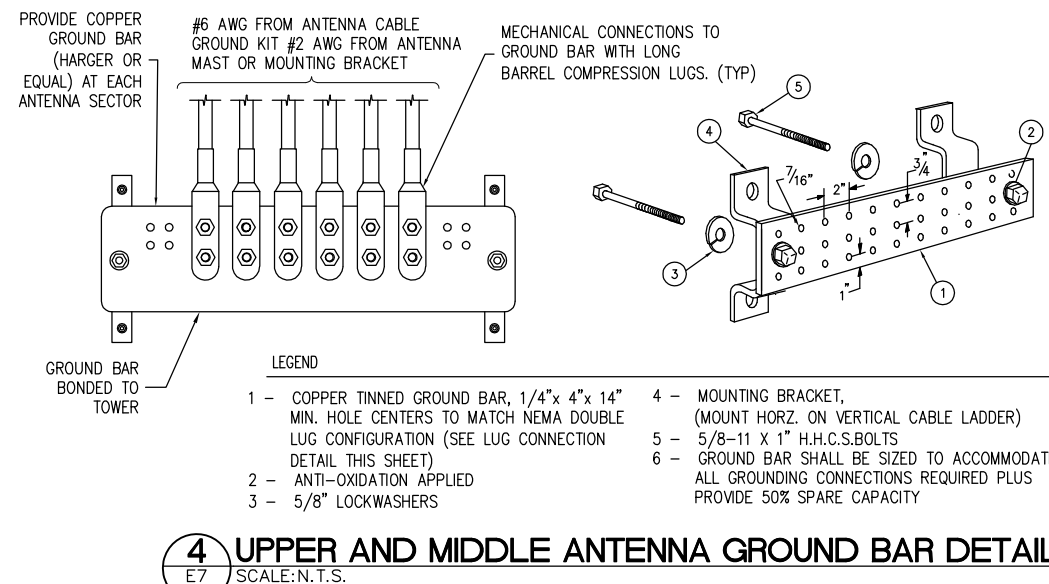 PROVIDE COPPER
GROUND BAR
(HARGER OR
EQUAL) AT EACH
ANTENNA SECTOR
#6 AWG FROM ANTENNA CABLE
GROUND KIT #2 AWG FROM ANTENNA
MAST OR MOUNTING BRACKET
MECHANICAL CONNECTIONS TO
GROUND BAR WITH LONG
BARREL COMPRESSION LUGS. (TYP)
GROUND BAR
BONDED TO
TOWER
5
4
2
7/16"
2"
3/4"
3
1"
1
LEGEND
1 – COPPER TINNED GROUND BAR, 1/4"x 4"x 14"
MIN. HOLE CENTERS TO MATCH NEMA DOUBLE
LUG CONFIGURATION (SEE LUG CONNECTION
DETAIL THIS SHEET)
2 – ANTI-OXIDATION APPLIED
3 – 5/8" LOCKWASHERS
4 – MOUNTING BRACKET,
(MOUNT HORZ. ON VERTICAL CABLE LADDER)
5 – 5/8-11 X 1" H.H.C.S.BOLTS
6 – GROUND BAR SHALL BE SIZED TO ACCOMMODAT
ALL GROUNDING CONNECTIONS REQUIRED PLUS
PROVIDE 50% SPARE CAPACITY
4
E7
UPPER AND MIDDLE ANTENNA GROUND BAR DETAIL
SCALE:N.T.S.